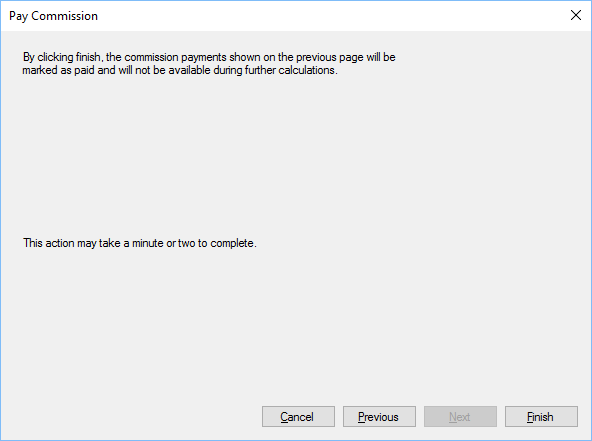 Pay Commission
By clicking finish, the commission payments shown on the previous page will be
marked as paid and will not be available during further calculations.
This action may take a minute or two to complete.
Cancel Previous Next Finish